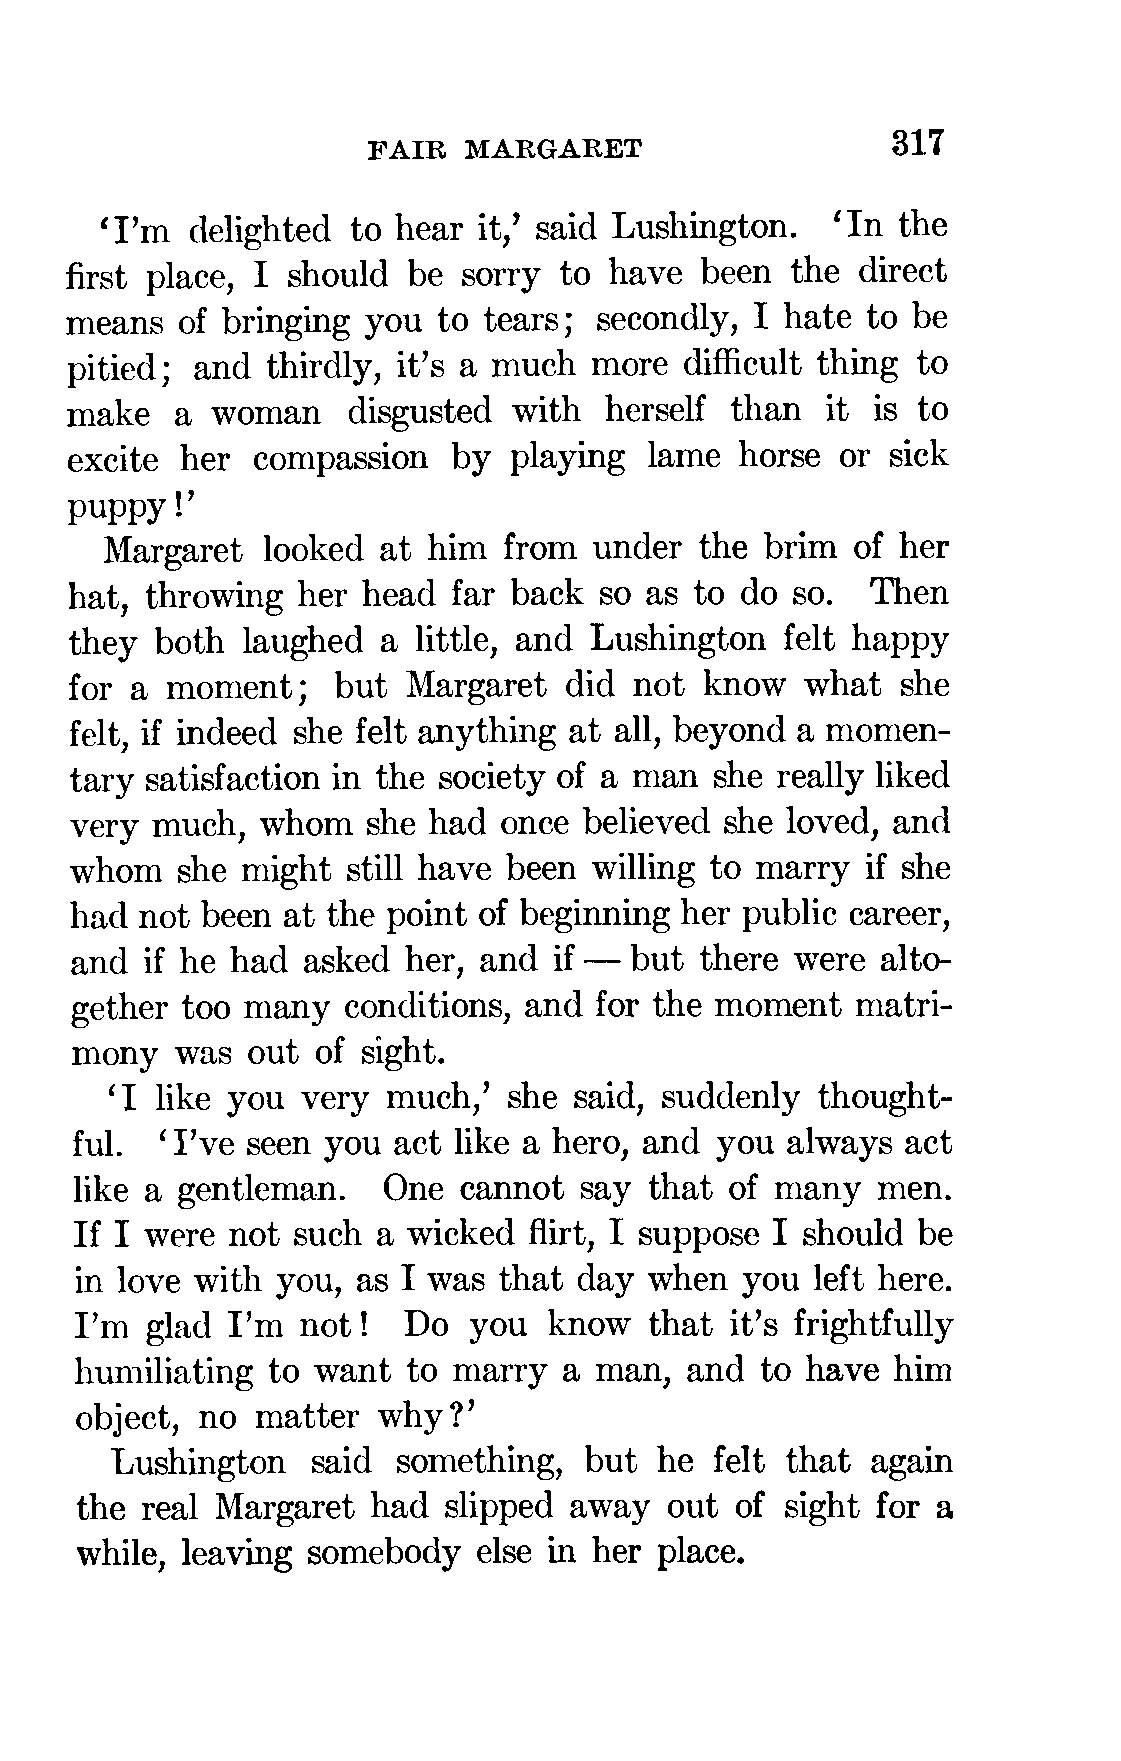 FAIR MARGARET 317
‘I’m delighted to hear it,’ said Lushington. ‘In the
first place, I should be sorry to have been the direct
means of bringing you to tears; secondly, I hate to be
pitied; and thirdly, it’s a much more difficult thing to
make a woman disgusted with herself than it is to
excite her compassion by playing lame horse or sick
puppy!’
Margaret looked at him from under the brim of her
hat, throwing her head far back so as to do so. Then
they both laughed a little, and Lushington felt happy
for a moment; but Margaret did not know what she
felt, if indeed she felt anything at all, beyond a momen-
tary satisfaction in the society of a man she really liked
very much, whom she had once believed she loved, and
whom she might still have been willing to marry if she
had not been at the point of beginning her public career,
and if he had asked her, and if — but there were alto-
gether too many conditions, and for the moment matri-
mony was out of sight.
‘I like you very much,’ she said, suddenly thought-
ful. ‘I’ve seen you act like a hero, and you always act
like a gentleman. One cannot say that of many men.
If I were not such a wicked flirt, I suppose I should be
in love with you, as I was that day when you left here.
I’m glad I’m not! Do you know that it’s frightfully
humiliating to want to marry a man, and to have him
object, no matter why?’
Lushington said something, but he felt that again
the real Margaret had slipped away out of sight for a
while, leaving somebody else in her place.